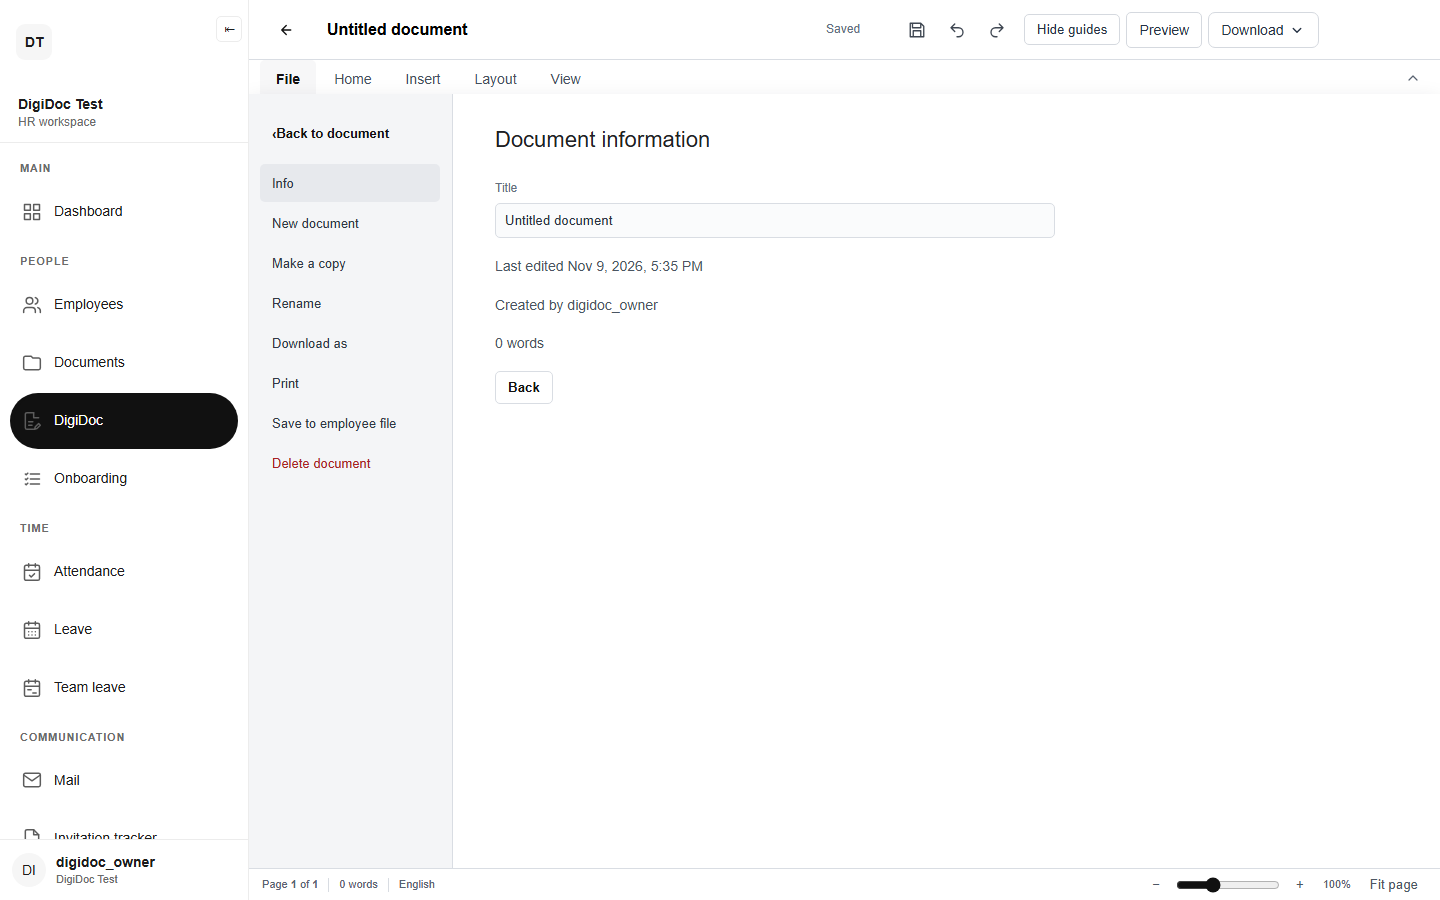 DT
DigiDoc Test
HR workspace
MAIN
Dashboard
PEOPLE
Employees
Documents
DigiDoc
Onboarding
TIME
Attendance
Leave
Team leave
COMMUNICATION
Mail
Invitation tracker
DI
digidoc_owner
DigiDoc Test
Untitled document
Saved
Hide guides
Preview
Download
File
Home
Insert
Layout
View
‹Back to document
Info
New document
Make a copy
Rename
Download as
Print
Save to employee file
Delete document
Document information
Title
Untitled document
Last edited Nov 9, 2026, 5:35 PM
Created by digidoc_owner
0 words
Back
Page 1 of 1
0 words
English
−
+
100%
Fit page